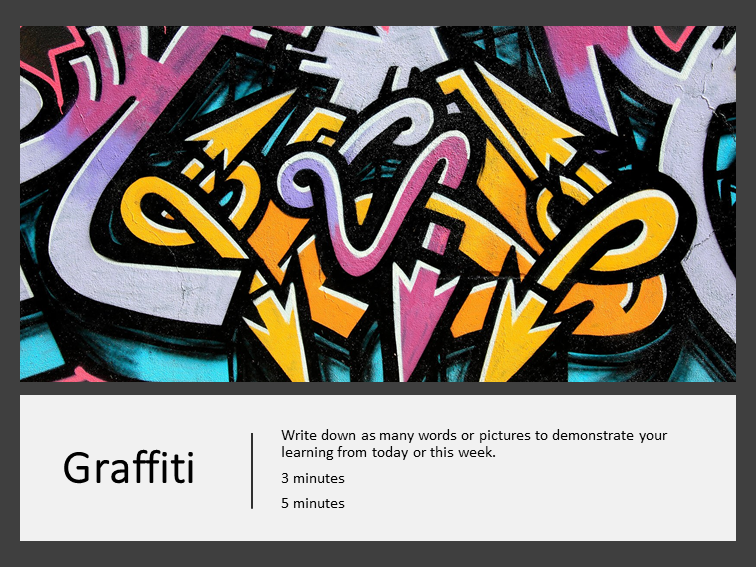 Graffiti
Write down as many words or pictures to demonstrate your
learning from today or this week.
3 minutes
5 minutes